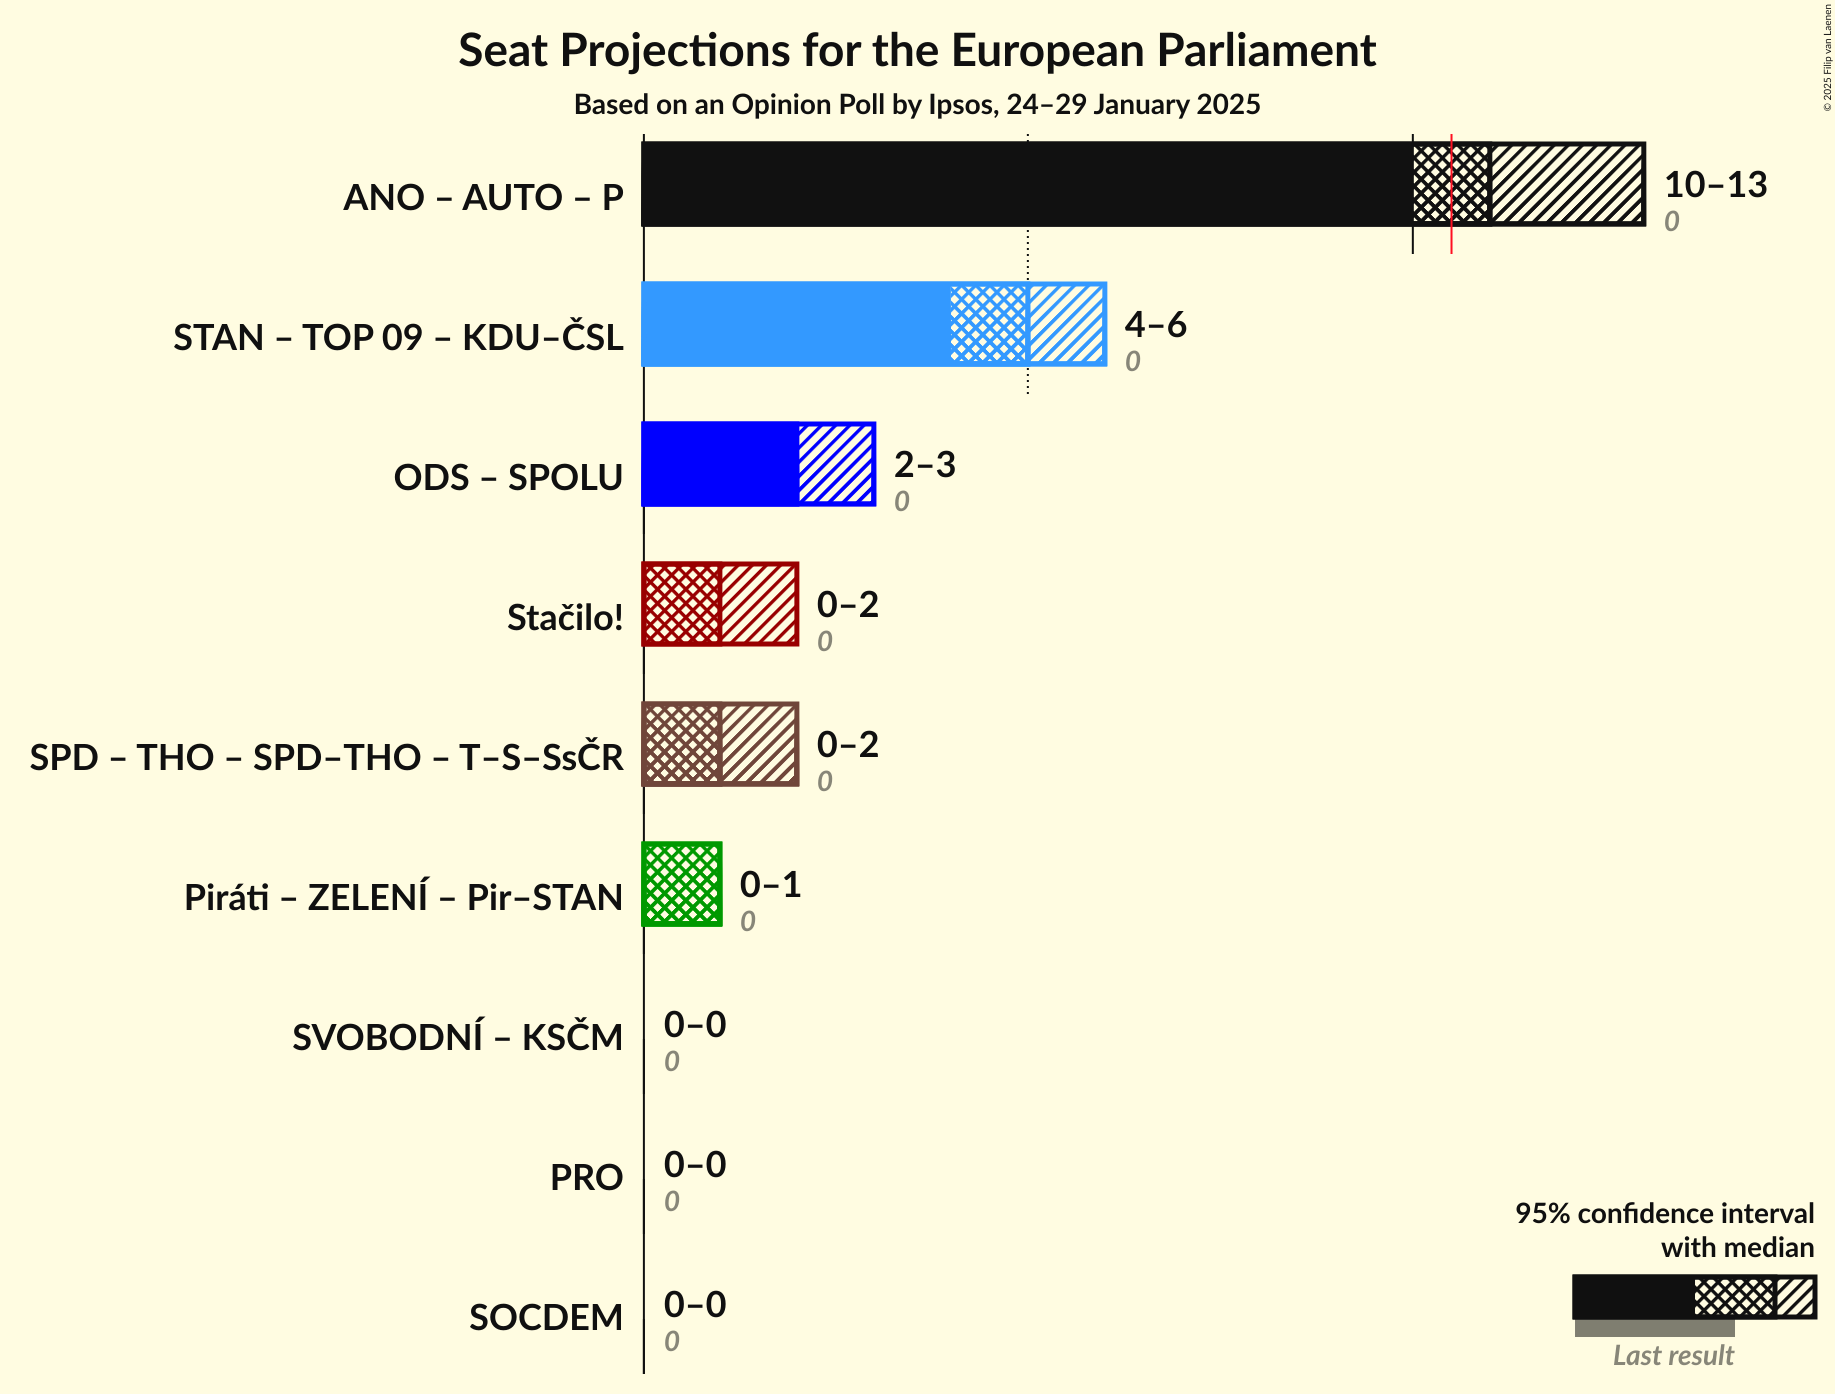 Seat Projections for the European Parliament
Based on an Opinion Poll by Ipsos, 24–29 January 2025
© 2025 Filip van Laenen
ANO – AUTO – P
10–13
0
STAN – TOP 09 – KDU–ČSL
4–6
0
ODS – SPOLU
2–3
0
Stačilo!
0–2
0
SPD – THO – SPD–THO – T–S–SsČR
0–2
0
Piráti – ZELENÍ – Pir–STAN
0–1
0
SVOBODNÍ – KSČM
0–0
0
PRO
0–0
0
SOCDEM
0–0
0
95% confidence interval
with median
Last result